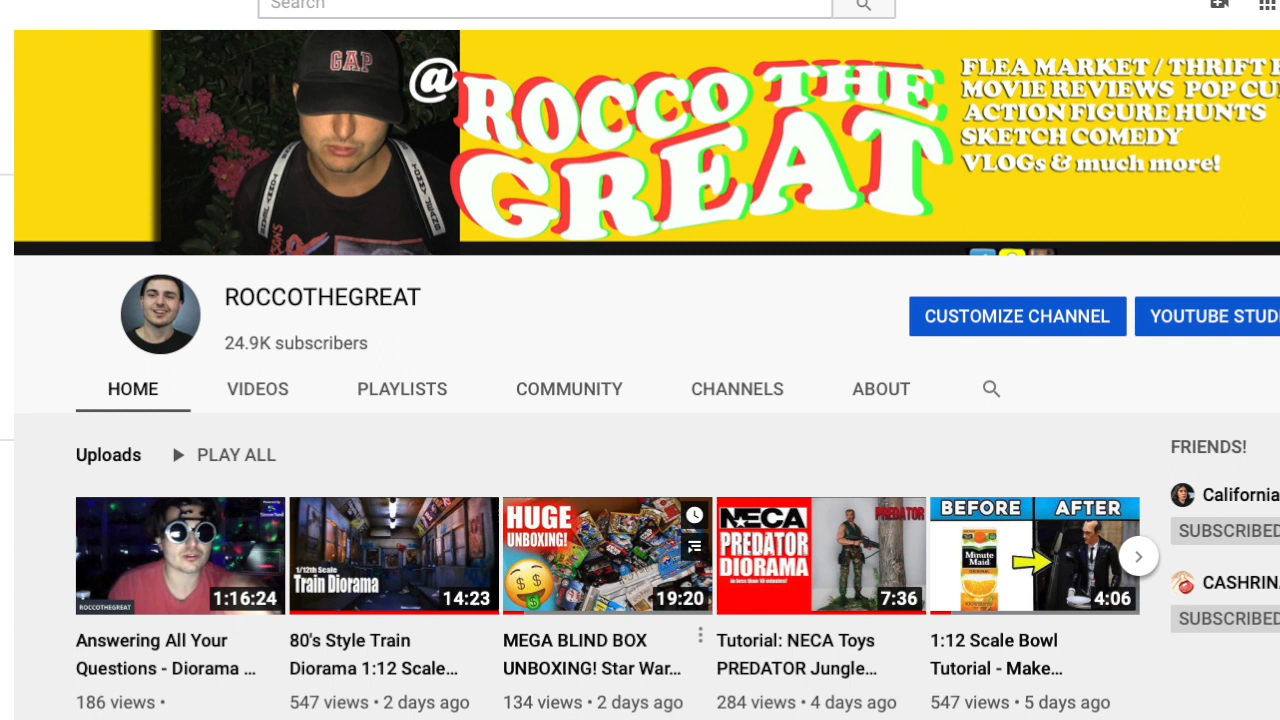 Search
GAP
@ROCCO THE
GREAT
FLEA MARKET / THRIFT
MOVIE REVIEWS POP CU
ACTION FIGURE HUNTS
SKETCH COMEDY
VLOGs & much more!
ROCCOTHEGREAT
24.9K subscribers
CUSTOMIZE CHANNEL
YOUTUBE STUD
HOME
VIDEOS
PLAYLISTS
COMMUNITY
CHANNELS
ABOUT
Uploads
PLAY ALL
FRIENDS!
California
SUBSCRIBED
CASHRIN
SUBSCRIBED
ROCCOTHEGREAT
1:16:24
Answering All Your
Questions - Diorama ...
186 views •
1/12th Scale
Train Diorama
14:23
80's Style Train
Diorama 1:12 Scale...
547 views • 2 days ago
HUGE
UNBOXING!
19:20
MEGA BLIND BOX
UNBOXING! Star War...
134 views • 2 days ago
NECA
PREDATOR
DIORAMA
in less than 10 minutes!
PREDATOR
7:36
Tutorial: NECA Toys
PREDATOR Jungle...
284 views • 4 days ago
BEFORE
AFTER
Minute
Maid
4:06
1:12 Scale Bowl
Tutorial - Make...
547 views • 5 days ago